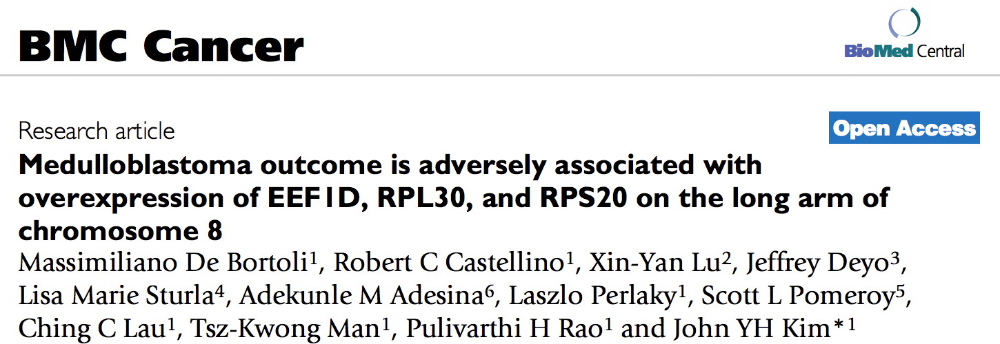 BMC Cancer
BioMed Central
Research article
Open Access
Medulloblastoma outcome is adversely associated with
overexpression of EEF1D, RPL30, and RPS20 on the long arm of
chromosome 8
Massimiliano De Bortoli¹, Robert C Castellino¹, Xin-Yan Lu², Jeffrey Deyo³,
Lisa Marie Sturla⁴, Adekunle M Adesina⁶, Laszlo Perlaky¹, Scott L Pomeroy⁵,
Ching C Lau¹, Tsz-Kwong Man¹, Pulivarthi H Rao¹ and John YH Kim*¹